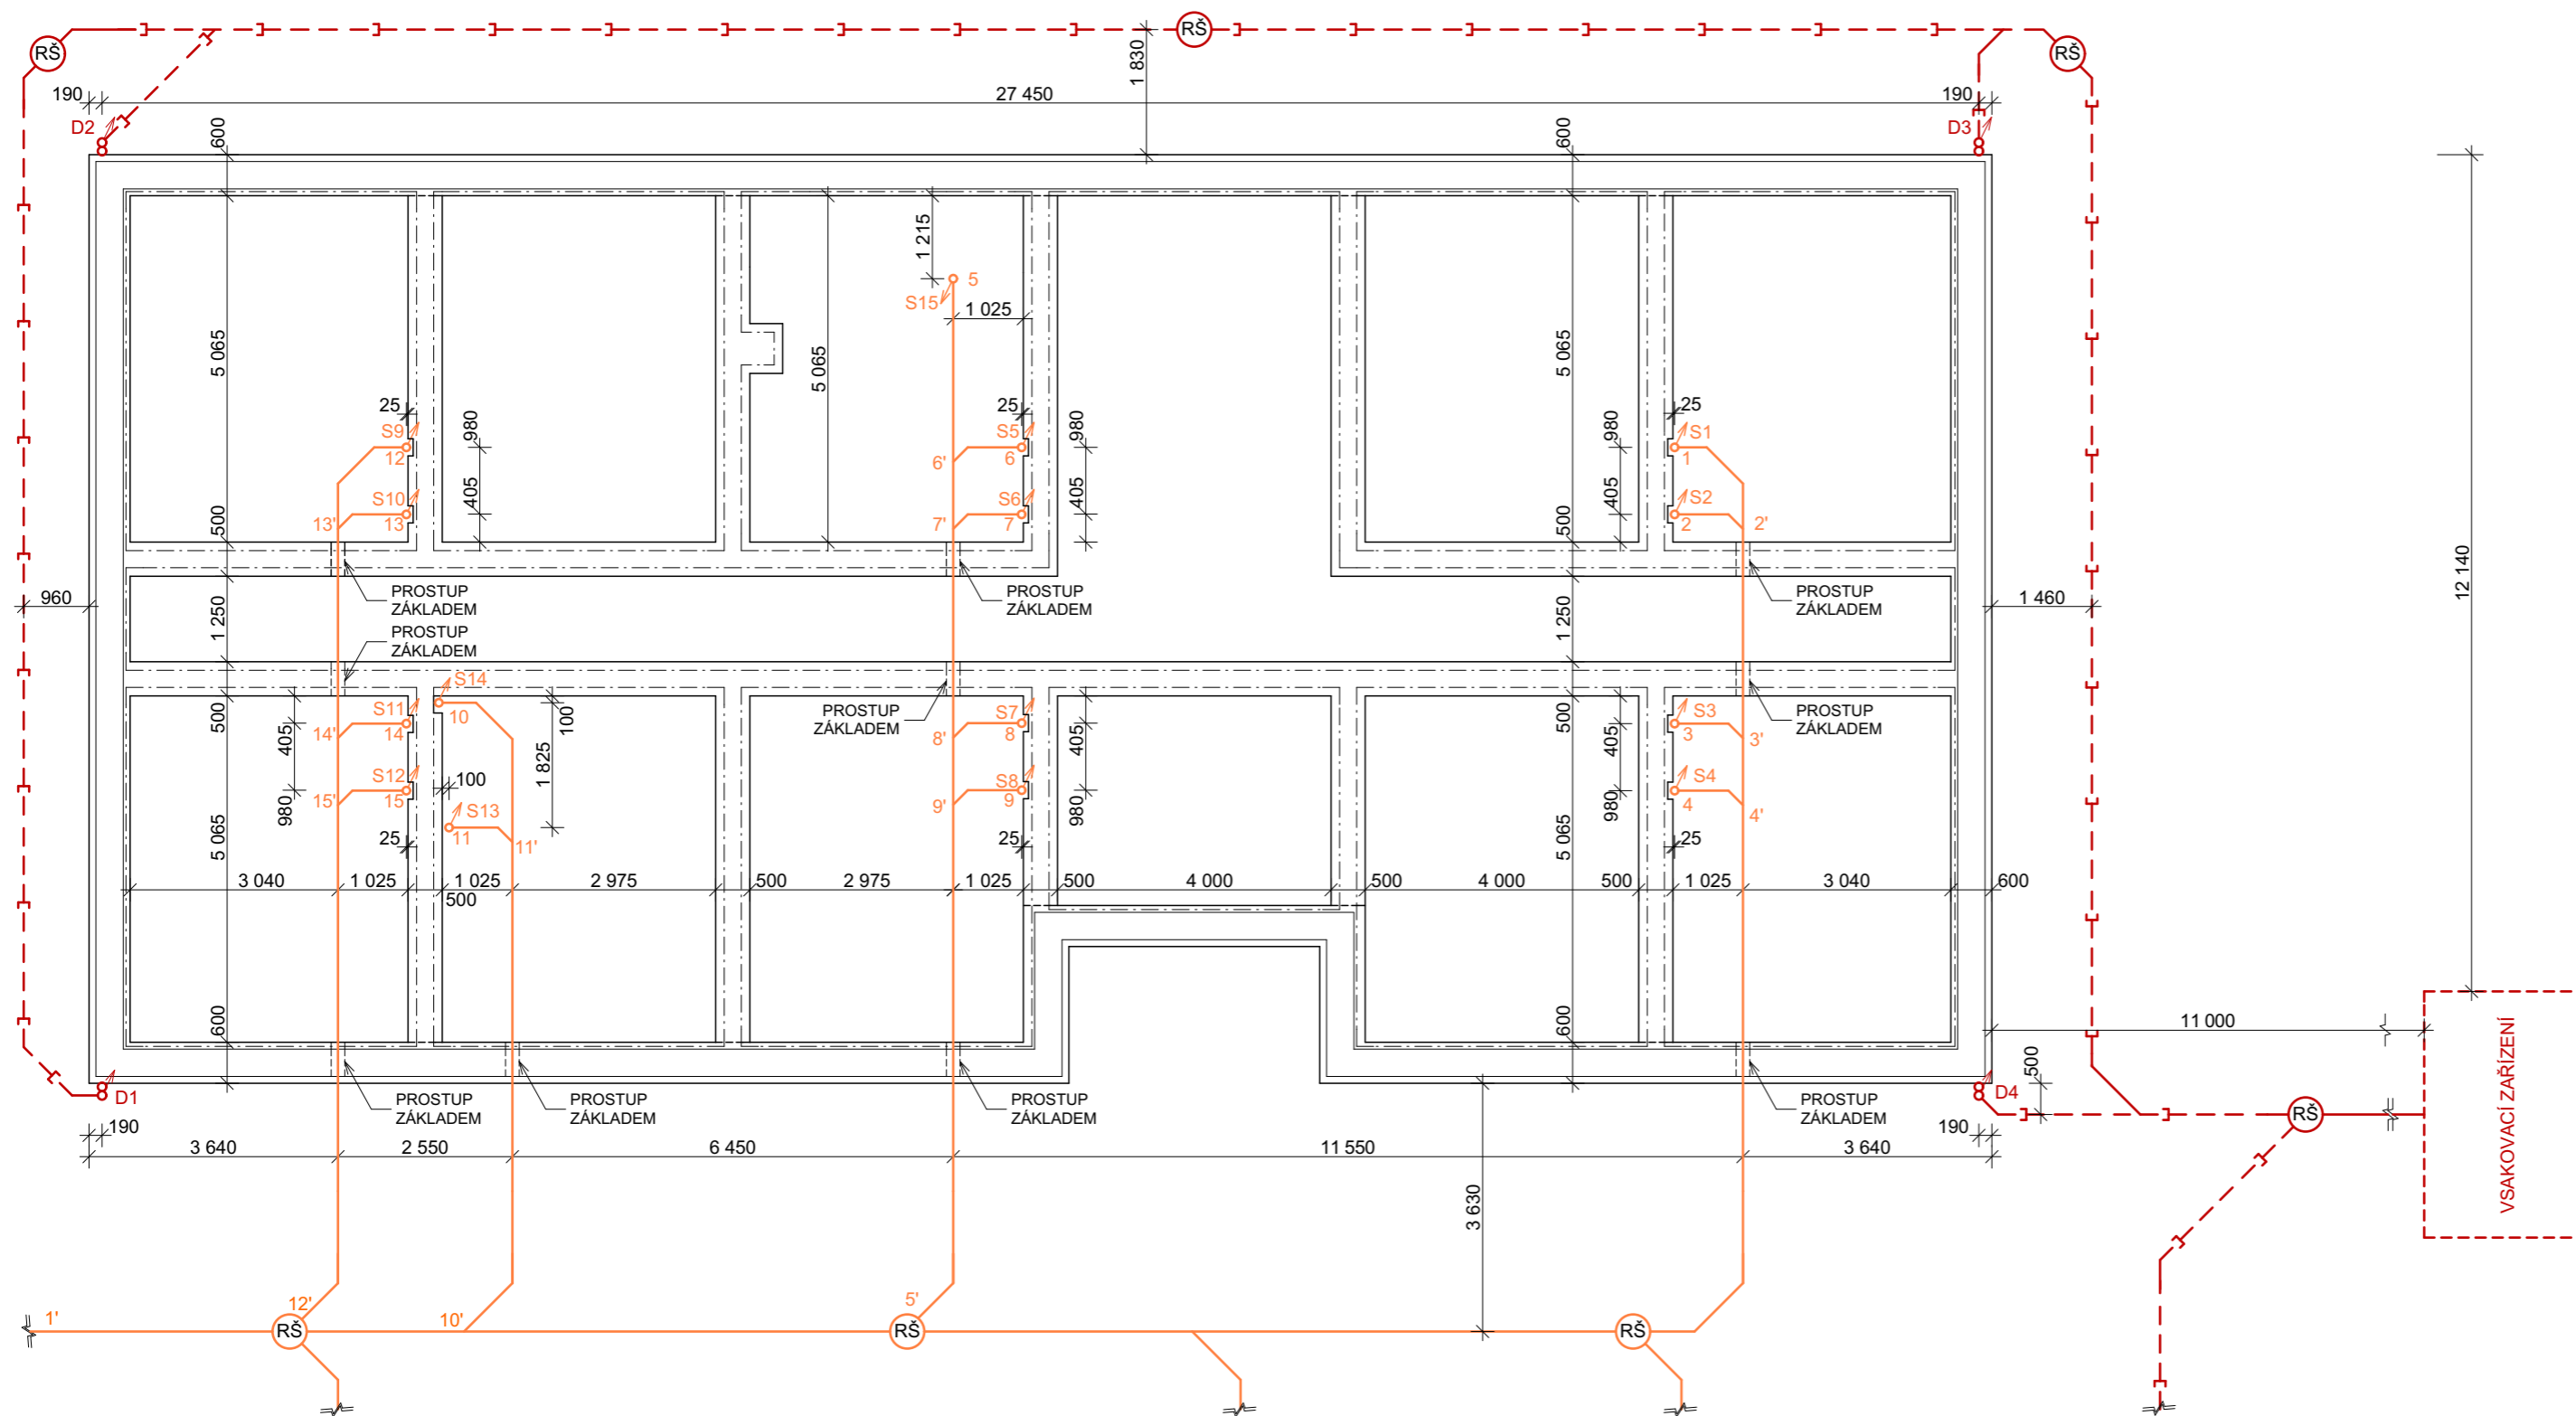 RŠ
RŠ
RŠ
1 830
190
27 450
190
D2
D3
600
600
1 215
5
S15
1 025
5 065
5 065
5 065
12 140
25
25
25
S9
980
S5
980
980
S1
12
6'
6
1
S10
405
S6
405
405
S2
13'
13
7'
7
2
2'
500
500
PROSTUP
ZÁKLADEM
PROSTUP
ZÁKLADEM
PROSTUP
ZÁKLADEM
960
1 250
1 250
1 460
PROSTUP
ZÁKLADEM
S14
10
100
500
S11
14'
14
405
PROSTUP
ZÁKLADEM
S7
8'
8
405
500
405
S3
3
3'
PROSTUP
ZÁKLADEM
S12
15'
15
980
100
1 825
S13
11
11'
S8
9'
9
980
980
S4
4
4'
25
25
25
5 065
5 065
3 040
1 025
500
1 025
2 975
500
2 975
1 025
500
4 000
500
4 000
500
1 025
3 040
600
600
600
11 000
500
VSAKOVACÍ ZAŘÍZENÍ
D1
PROSTUP
ZÁKLADEM
PROSTUP
ZÁKLADEM
PROSTUP
ZÁKLADEM
PROSTUP
ZÁKLADEM
D4
RŠ
190
190
3 640
2 550
6 450
11 550
3 640
3 630
1'
12'
RŠ
10'
5'
RŠ
RŠ